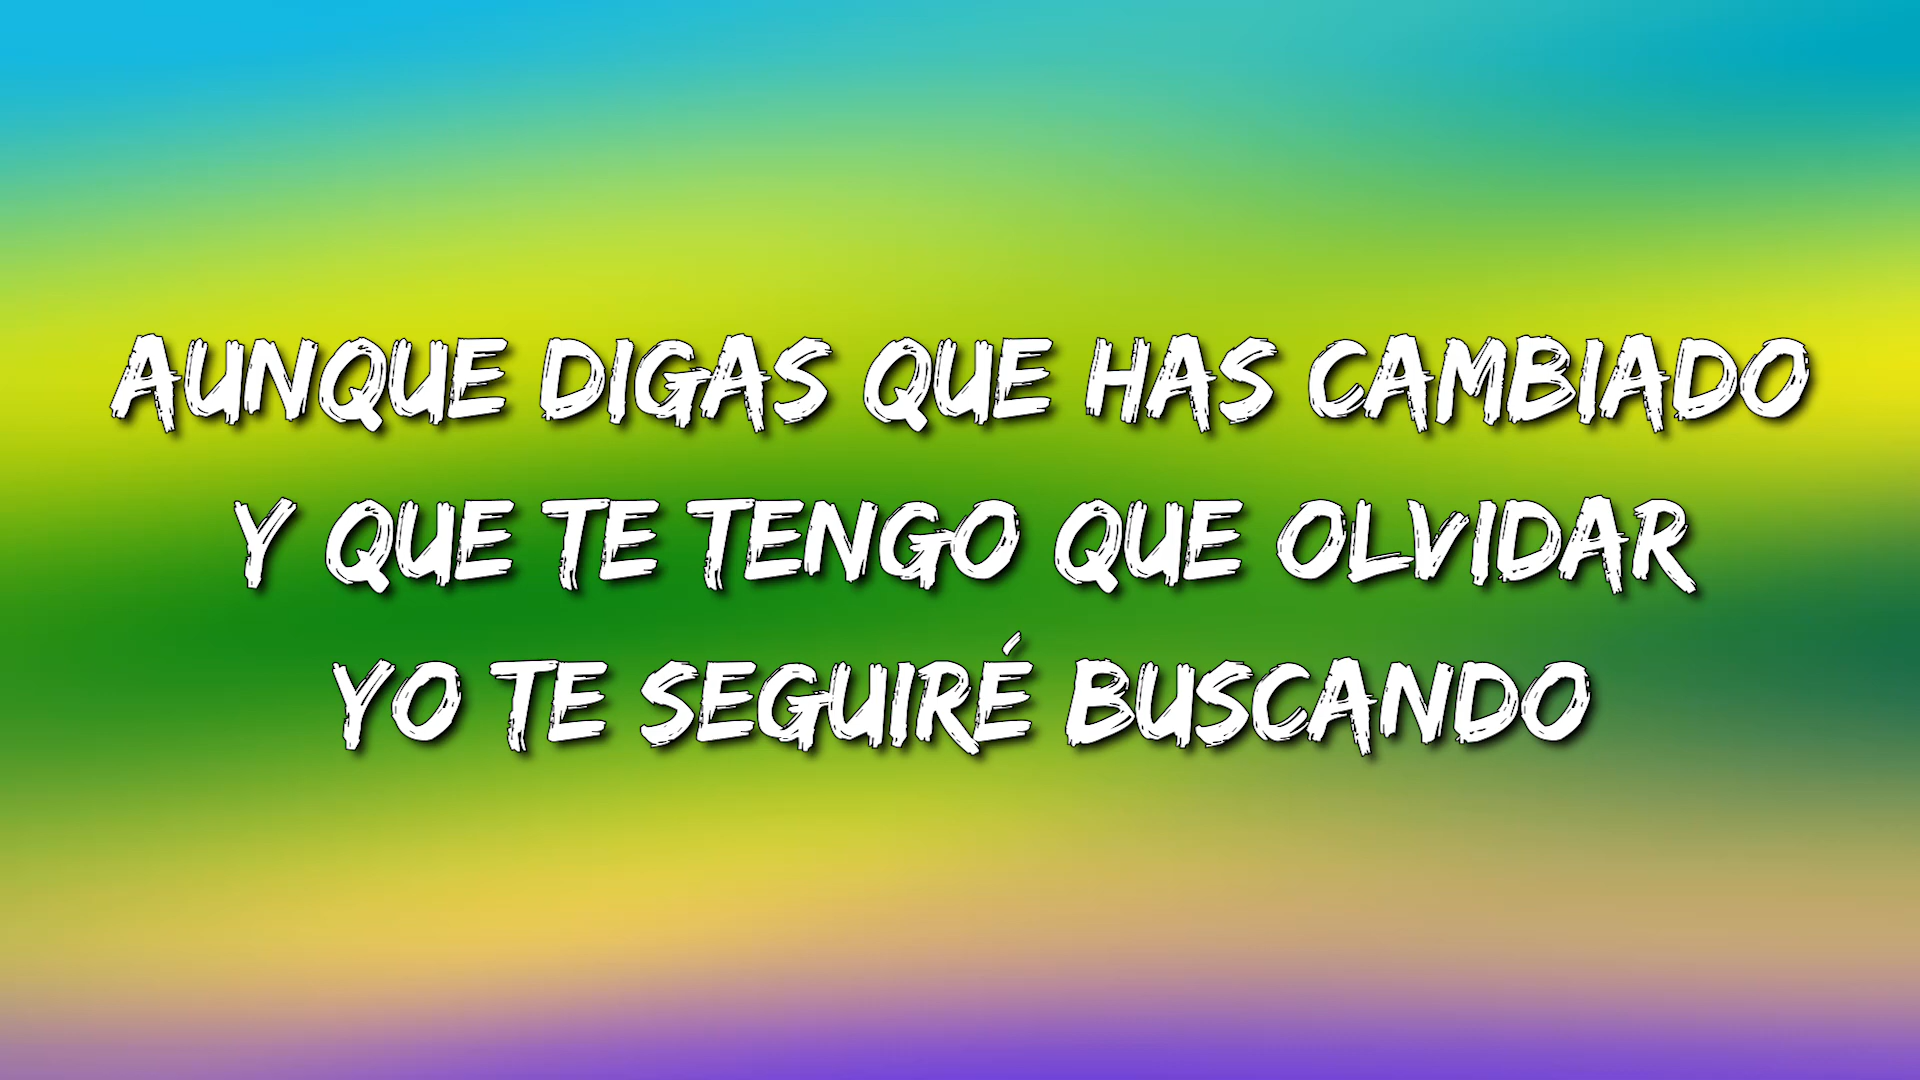 AUNQUE DIGAS QUE HAS CAMBIADO
Y QUE TE TENGO QUE OLVIDAR
YO TE SEGUIRÉ BUSCANDO